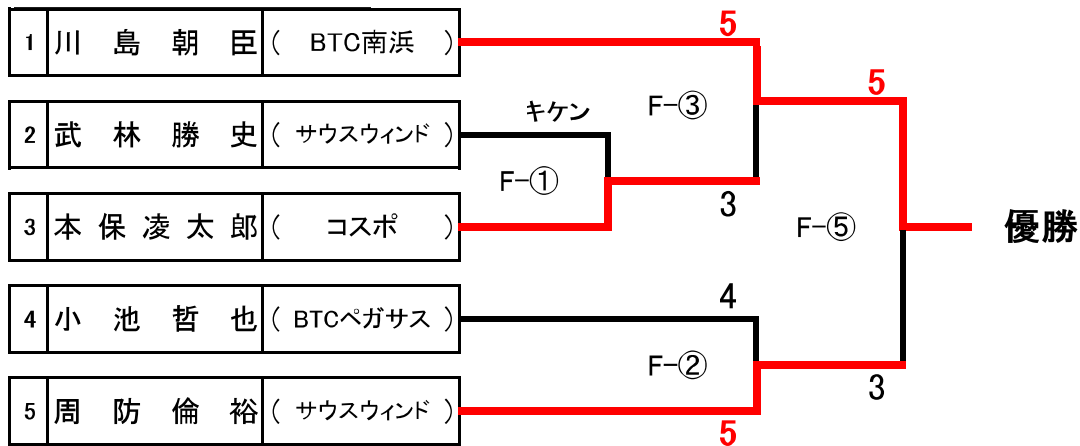 1 川島朝臣 ( BTC南浜 )
5
5
F-③
キケン
2 武林勝史 ( サウスウィンド )
F-①
3 本保凌太郎 ( コスポ )
3
F-⑤
優勝
4 小池哲也 ( BTCペガサス )
4
F-②
3
5 周防倫裕 ( サウスウィンド )
5